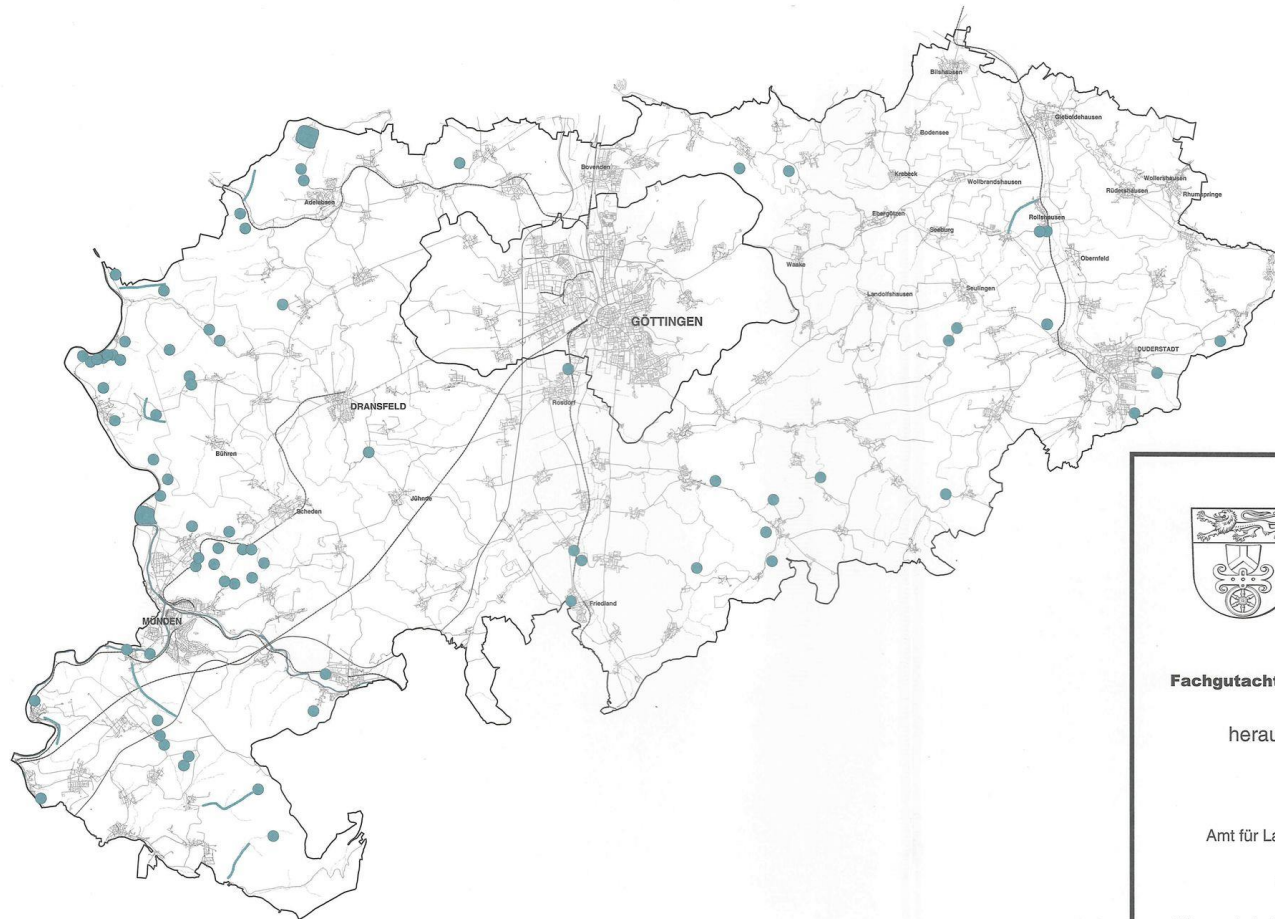 Bilshausen
Gieboldehausen
Bodensee
Bovenden
Krebeck
Wollbrandshausen
Wollershausen
Rüdershausen
Rhumspringe
Adelebsen
Ebergötzen
Rollshausen
Seeburg
Waake
Obernfeld
Landolfshausen
Seulingen
GÖTTINGEN
DUDERSTADT
Rosdorf
DRANSFELD
Bühren
Jühnde
Scheden
Friedland
MÜNDEN
Fachgutacht
herau
Amt für La